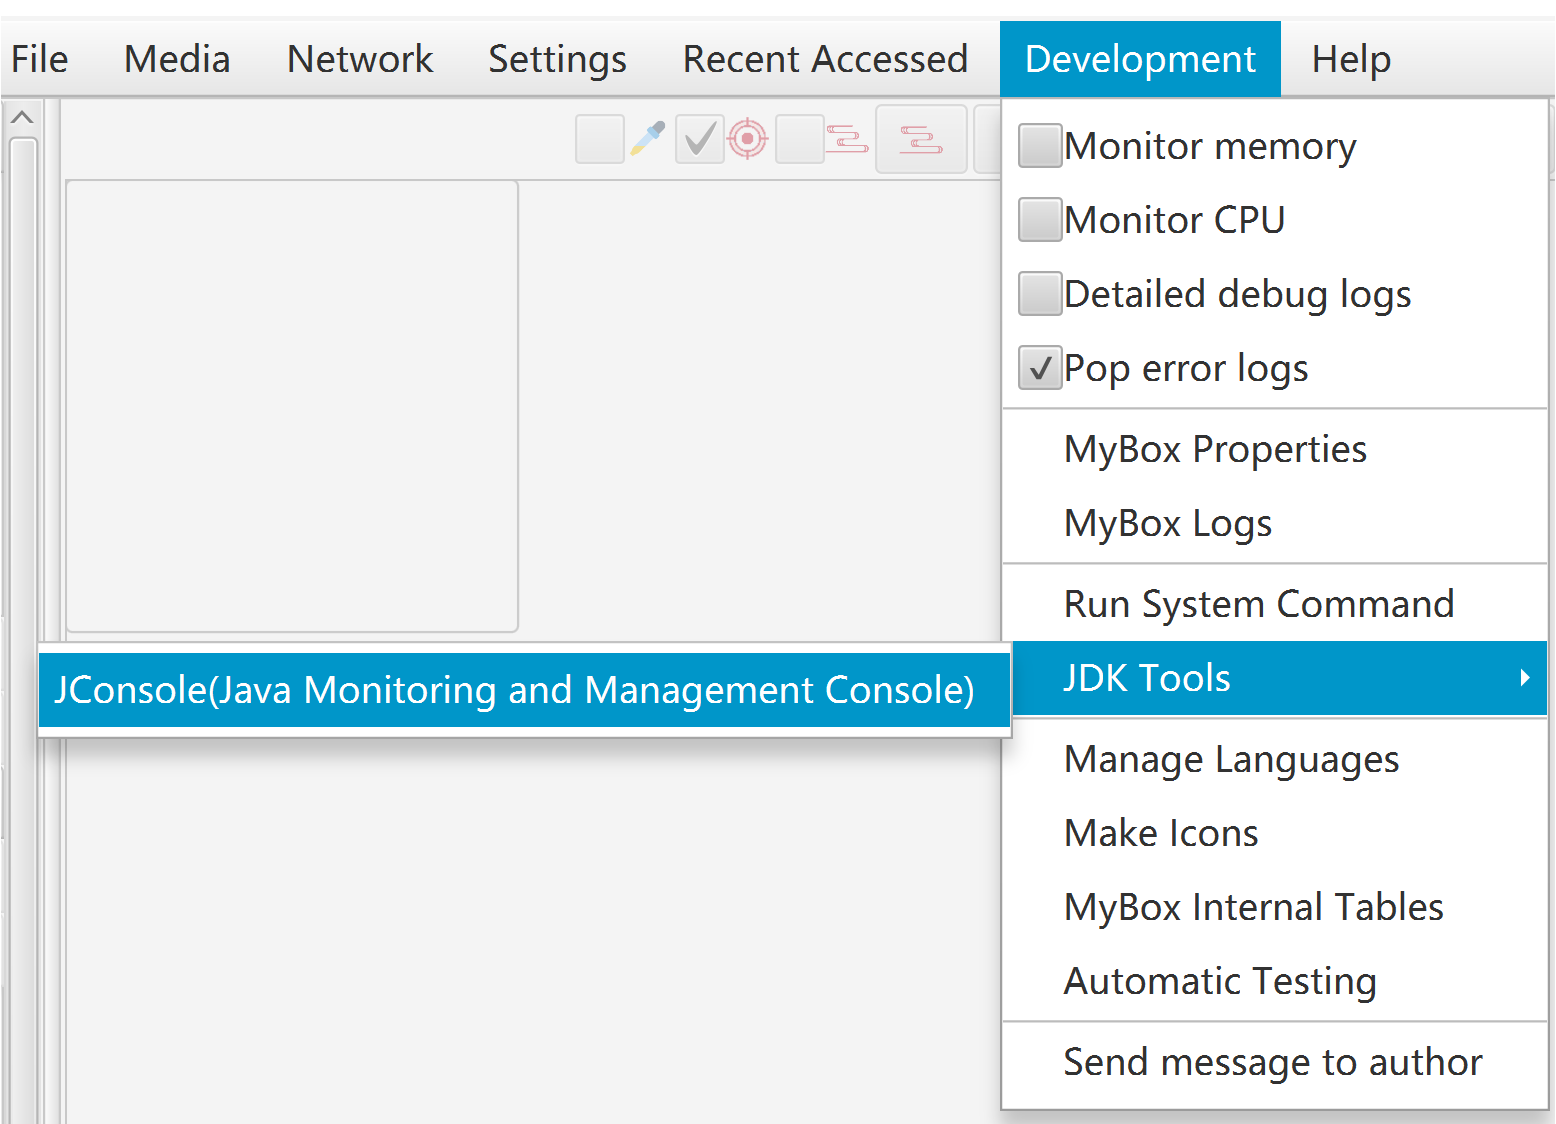 File Media Network Settings Recent Accessed Development Help
Monitor memory
Monitor CPU
Detailed debug logs
Pop error logs
MyBox Properties
MyBox Logs
Run System Command
JDK Tools
JConsole(Java Monitoring and Management Console)
Manage Languages
Make Icons
MyBox Internal Tables
Automatic Testing
Send message to author